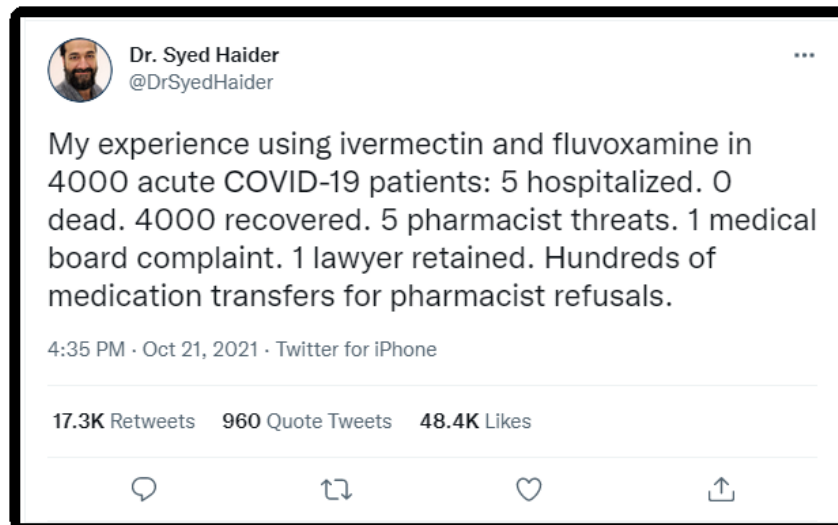 Dr. Syed Haider
@DrSyedHaider
My experience using ivermectin and fluvoxamine in
4000 acute COVID-19 patients: 5 hospitalized. 0
dead. 4000 recovered. 5 pharmacist threats. 1 medical
board complaint. 1 lawyer retained. Hundreds of
medication transfers for pharmacist refusals.
4:35 PM · Oct 21, 2021 · Twitter for iPhone
17.3K Retweets 960 Quote Tweets 48.4K Likes